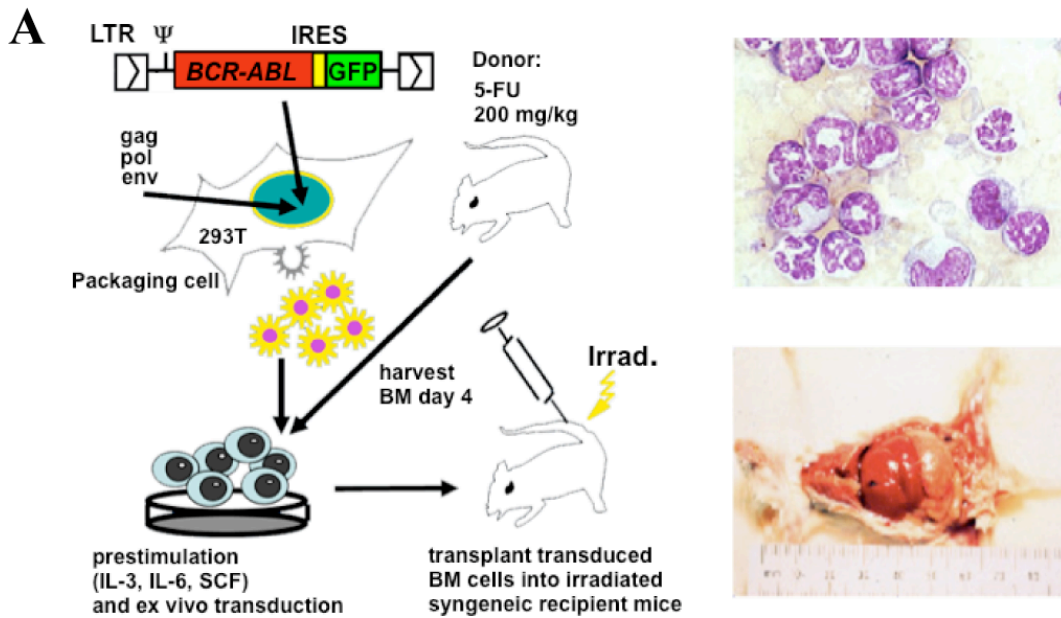 A
LTR Ψ IRES
BCR-ABL GFP
Donor:
5-FU
200 mg/kg
gag
pol
env
293T
Packaging cell
harvest
BM day 4
Irrad.
prestimulation
(IL-3, IL-6, SCF)
and ex vivo transduction
transplant transduced
BM cells into irradiated
syngeneic recipient mice